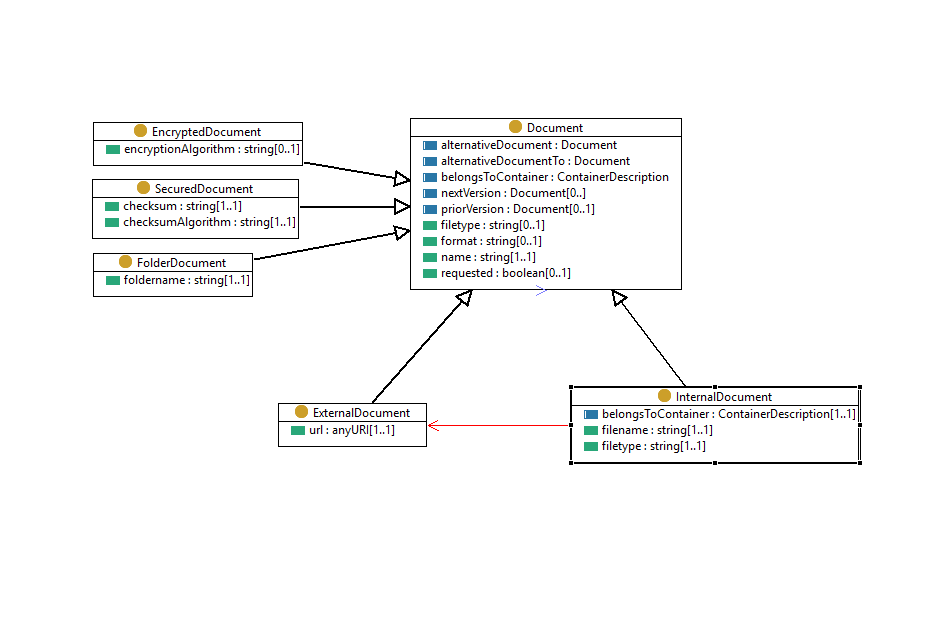 EncryptedDocument
encryptionAlgorithm : string[0..1]
SecuredDocument
checksum : string[1..1]
checksumAlgorithm : string[1..1]
FolderDocument
foldername : string[1..1]
Document
alternativeDocument : Document
alternativeDocumentTo : Document
belongsToContainer : ContainerDescription
nextVersion : Document[0..]
priorVersion : Document[0..1]
filetype : string[0..1]
format : string[0..1]
name : string[1..1]
requested : boolean[0..1]
ExternalDocument
url : anyURI[1..1]
InternalDocument
belongsToContainer : ContainerDescription[1..1]
filename : string[1..1]
filetype : string[1..1]